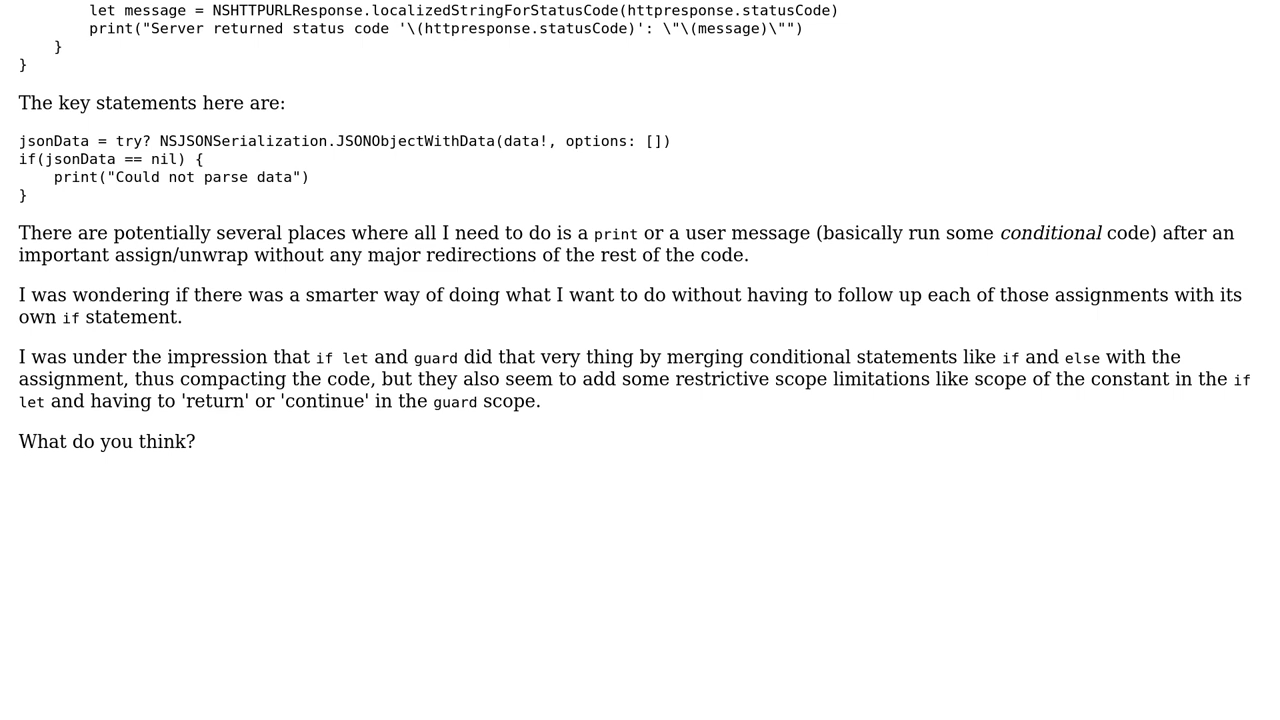 let message = NSHTTPURLResponse.localizedStringForStatusCode(httpresponse.statusCode)
print("Server returned status code '\(httpresponse.statusCode)': \"\(message)\"")
}
}
The key statements here are:
jsonData = try? NSJSONSerialization.JSONObjectWithData(data!, options: [])
if(jsonData == nil) {
print("Could not parse data")
}
There are potentially several places where all I need to do is a print or a user message (basically run some conditional code) after an
important assign/unwrap without any major redirections of the rest of the code.
I was wondering if there was a smarter way of doing what I want to do without having to follow up each of those assignments with its
own if statement.
I was under the impression that if let and guard did that very thing by merging conditional statements like if and else with the
assignment, thus compacting the code, but they also seem to add some restrictive scope limitations like scope of the constant in the if
let and having to 'return' or 'continue' in the guard scope.
What do you think?